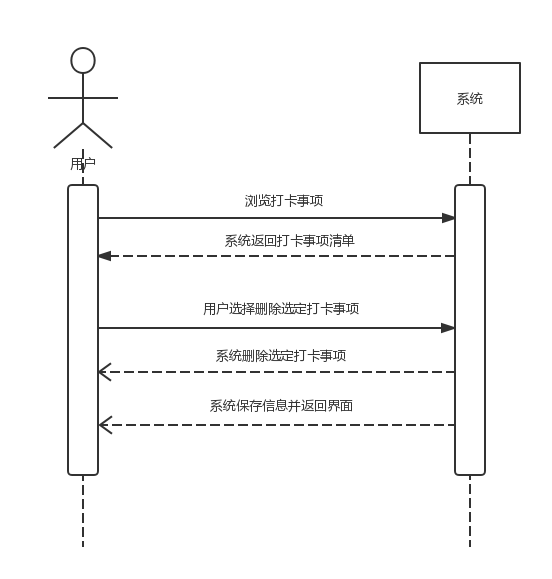 系统
用户
浏览打卡事项
系统返回打卡事项清单
用户选择删除选定打卡事项
系统删除选定打卡事项
系统保存信息并返回界面